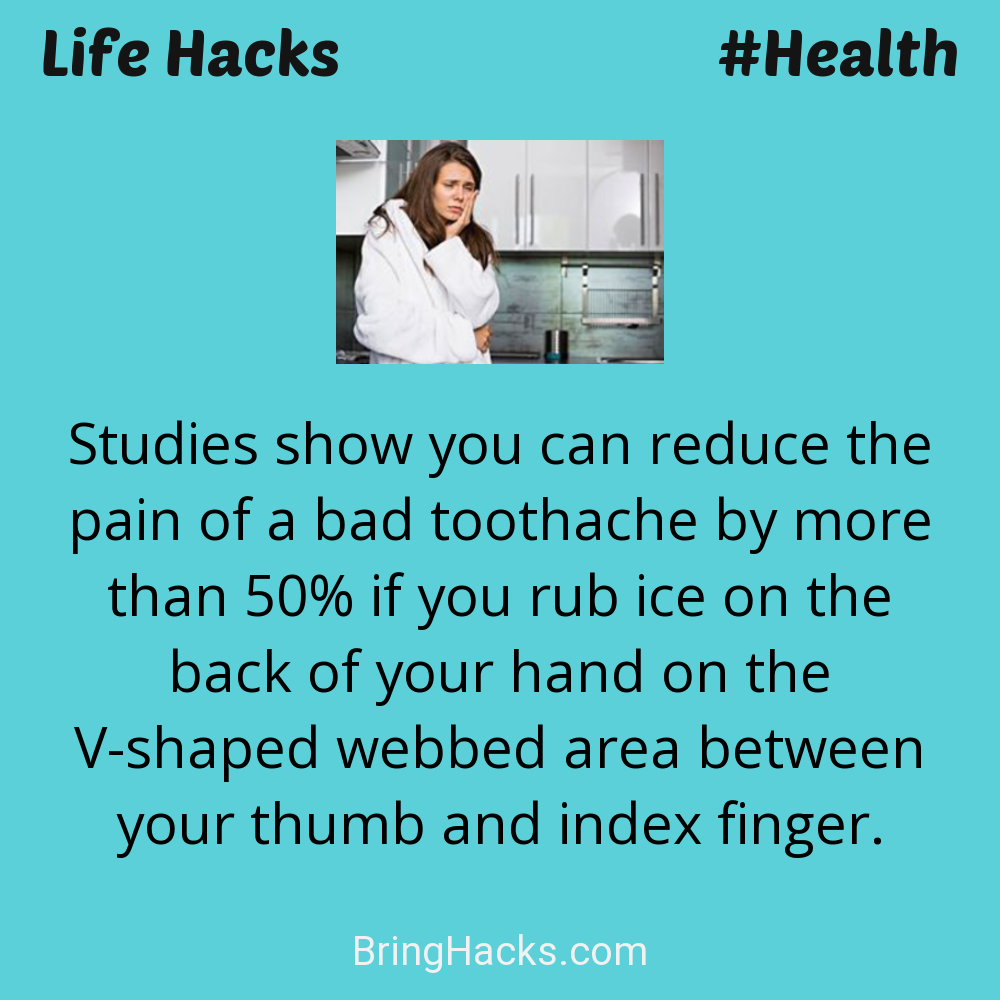 Life Hacks
#Health
Studies show you can reduce the
pain of a bad toothache by more
than 50% if you rub ice on the
back of your hand on the
V-shaped webbed area between
your thumb and index finger.
BringHacks.com